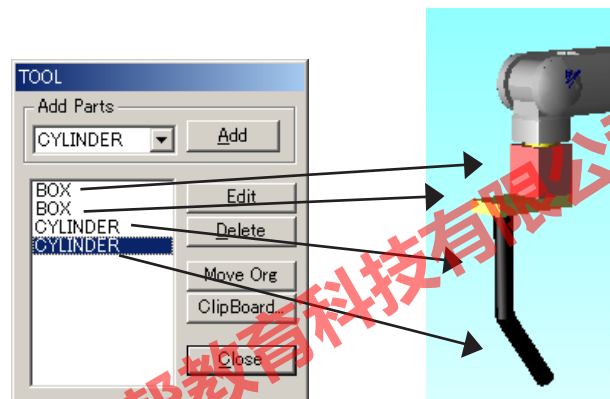 TOOL
Add Parts
CYLINDER
Add
BOX
BOX
CYLINDER
CYLINDER
Edit
Delete
Move Org
ClipBoard...
Close
部教育科技有限公